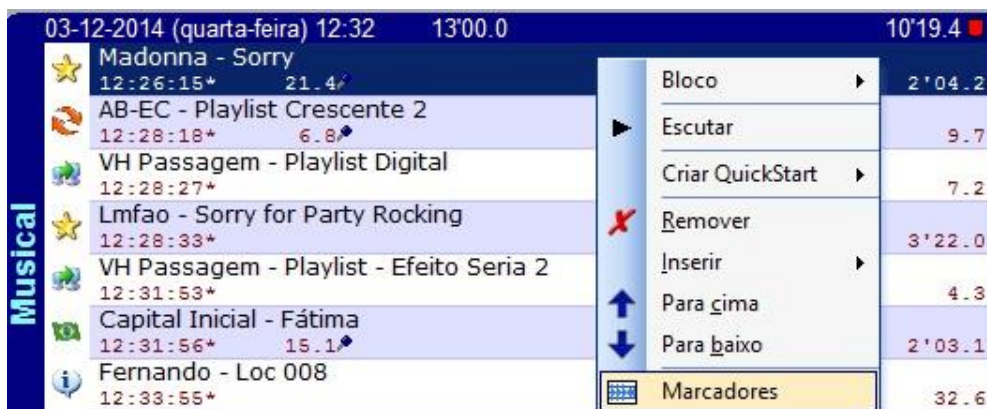 03-12-2014 (quarta-feira) 12:32 13'00.0 10'19.4
Musical
Madonna - Sorry
12:26:15* 21.4 2'04.2
AB-EC - Playlist Crescente 2
12:28:18* 6.8 9.7
VH Passagem - Playlist Digital
12:28:27* 7.2
Lmfao - Sorry for Party Rocking
12:28:33* 3'22.0
VH Passagem - Playlist - Efeito Seria 2
12:31:53* 4.3
Capital Inicial - Fátima
12:31:56* 15.1 2'03.1
Fernando - Loc 008
12:33:55* 32.6
Bloco
Escutar
Criar QuickStart
Remover
Inserir
Para cima
Para baixo
Marcadores